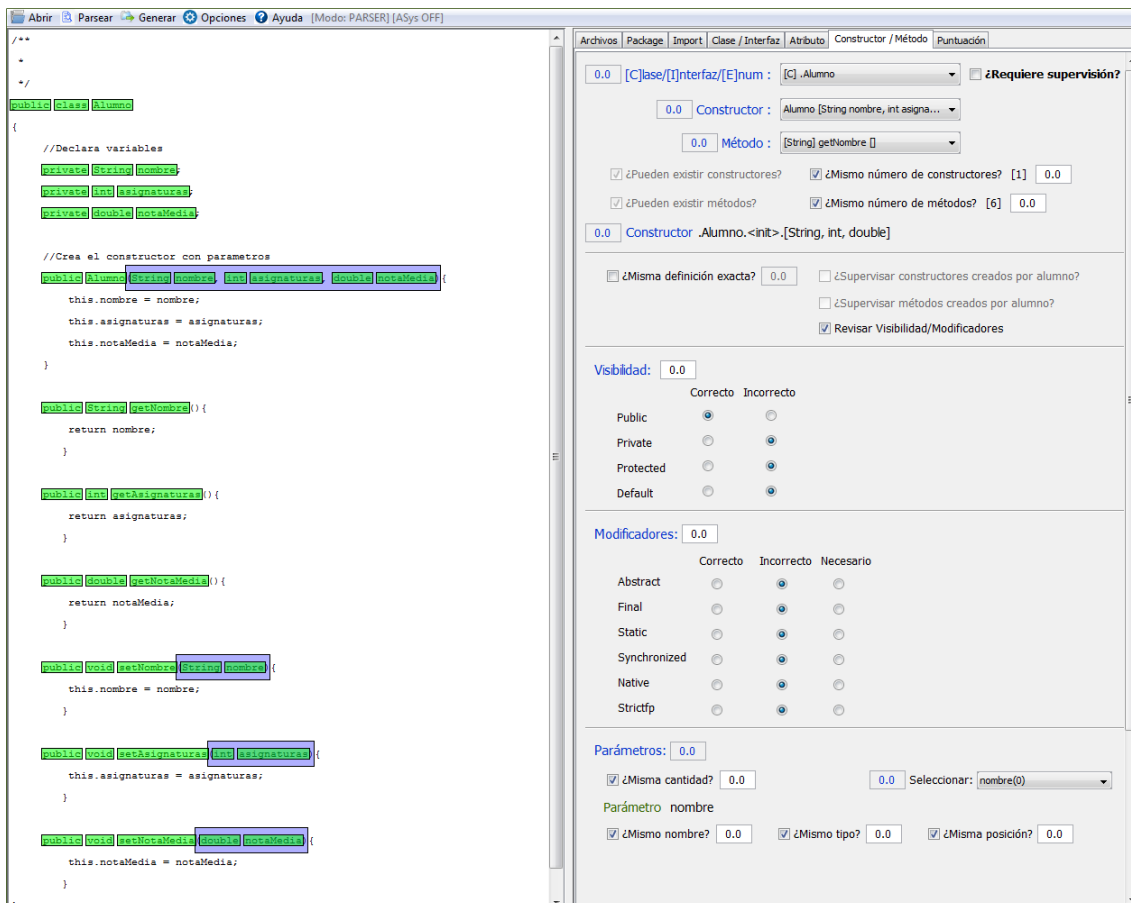 Abrir Parsear Generar Opciones Ayuda [Modo: PARSER] [ASys OFF]
/**
*
*/
public class Alumno
{
//Declara variables
private String nombre;
private int asignaturas;
private double notaMedia;
//Crea el constructor con parametros
public Alumno(String nombre, int asignaturas, double notaMedia){
this.nombre = nombre;
this.asignaturas = asignaturas;
this.notaMedia = notaMedia;
}
public String getNombre(){
return nombre;
}
public int getAsignaturas(){
return asignaturas;
}
public double getNotaMedia(){
return notaMedia;
}
public void setNombre(String nombre){
this.nombre = nombre;
}
public void setAsignaturas(int asignaturas){
this.asignaturas = asignaturas;
}
public void setNotaMedia(double notaMedia){
this.notaMedia = notaMedia;
}
Archivos Package Import Clase / Interfaz Atributo Constructor / Método Puntuación
0.0 [C]lase/[I]nterfaz/[E]num : [C] .Alumno ¿Requiere supervisión?
0.0 Constructor : Alumno [String nombre, int asigna...
0.0 Método : [String] getNombre []
¿Pueden existir constructores? ¿Mismo número de constructores? [1] 0.0
¿Pueden existir métodos? ¿Mismo número de métodos? [6] 0.0
0.0 Constructor .Alumno.<init>.[String, int, double]
¿Misma definición exacta? 0.0 ¿Supervisar constructores creados por alumno?
¿Supervisar métodos creados por alumno?
Revisar Visibilidad/Modificadores
Visibilidad: 0.0
Correcto Incorrecto
Public
Private
Protected
Default
Modificadores: 0.0
Correcto Incorrecto Necesario
Abstract
Final
Static
Synchronized
Native
Strictfp
Parámetros: 0.0
¿Misma cantidad? 0.0 0.0 Seleccionar: nombre(0)
Parámetro nombre
¿Mismo nombre? 0.0 ¿Mismo tipo? 0.0 ¿Misma posición? 0.0